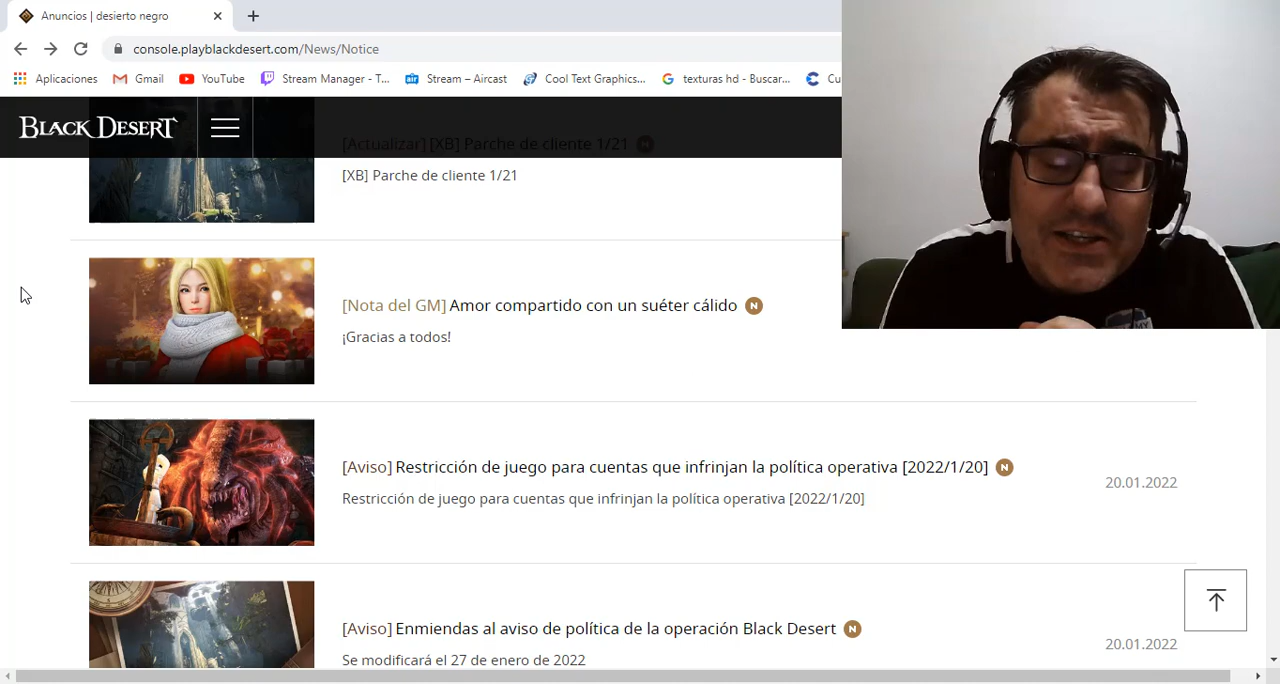 Anuncios | desierto negro
console.playblackdesert.com/News/Notice
Aplicaciones Gmail YouTube Stream Manager - T... Stream – Aircast Cool Text Graphics... texturas hd - Buscar... Cu
BLACK DESERT
[Actualizar] [XB] Parche de cliente 1/21 N
[XB] Parche de cliente 1/21
[Nota del GM] Amor compartido con un suéter cálido N
¡Gracias a todos!
[Aviso] Restricción de juego para cuentas que infrinjan la política operativa [2022/1/20] N
Restricción de juego para cuentas que infrinjan la política operativa [2022/1/20]
20.01.2022
[Aviso] Enmiendas al aviso de política de la operación Black Desert N
Se modificará el 27 de enero de 2022
20.01.2022